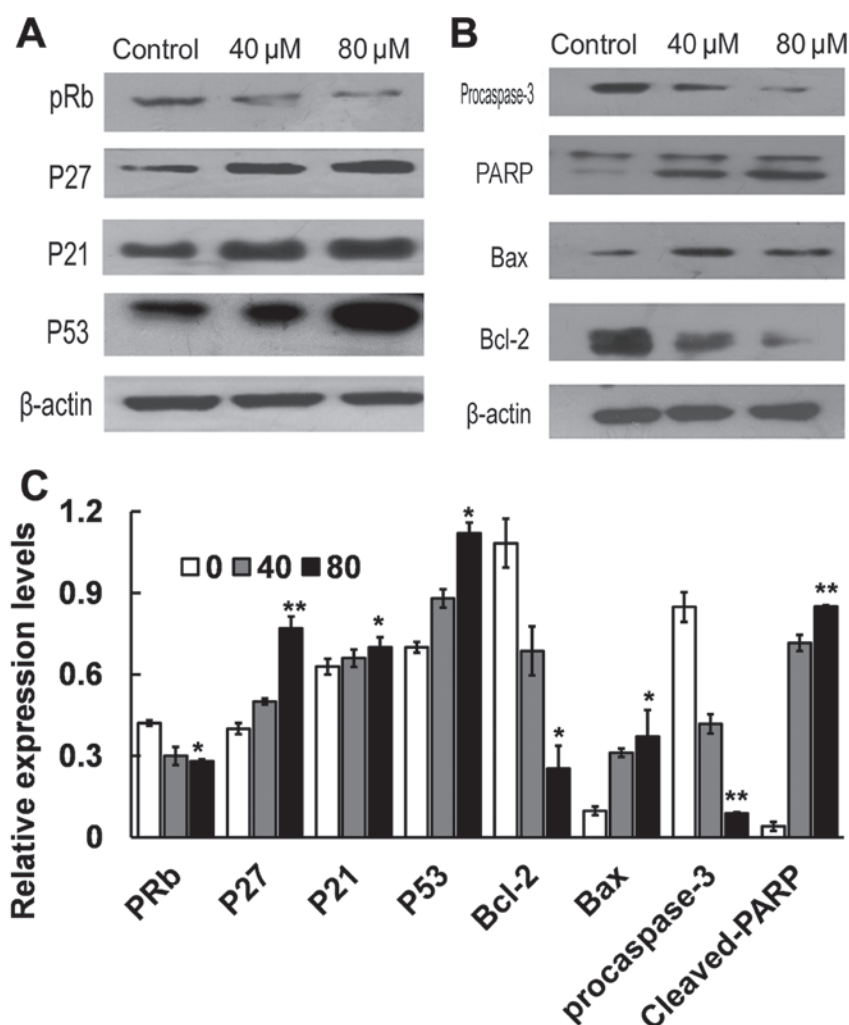 A
Control 40 μM 80 μM
pRb
P27
P21
P53
β-actin
B
Control 40 μM 80 μM
Procaspase-3
PARP
Bax
Bcl-2
β-actin
C
Relative expression levels
1.2
0.9
0.6
0.3
0
0 40 80
*
**
*
*
*
*
**
**
PRb
P27
P21
P53
Bcl-2
Bax
procaspase-3
Cleaved-PARP